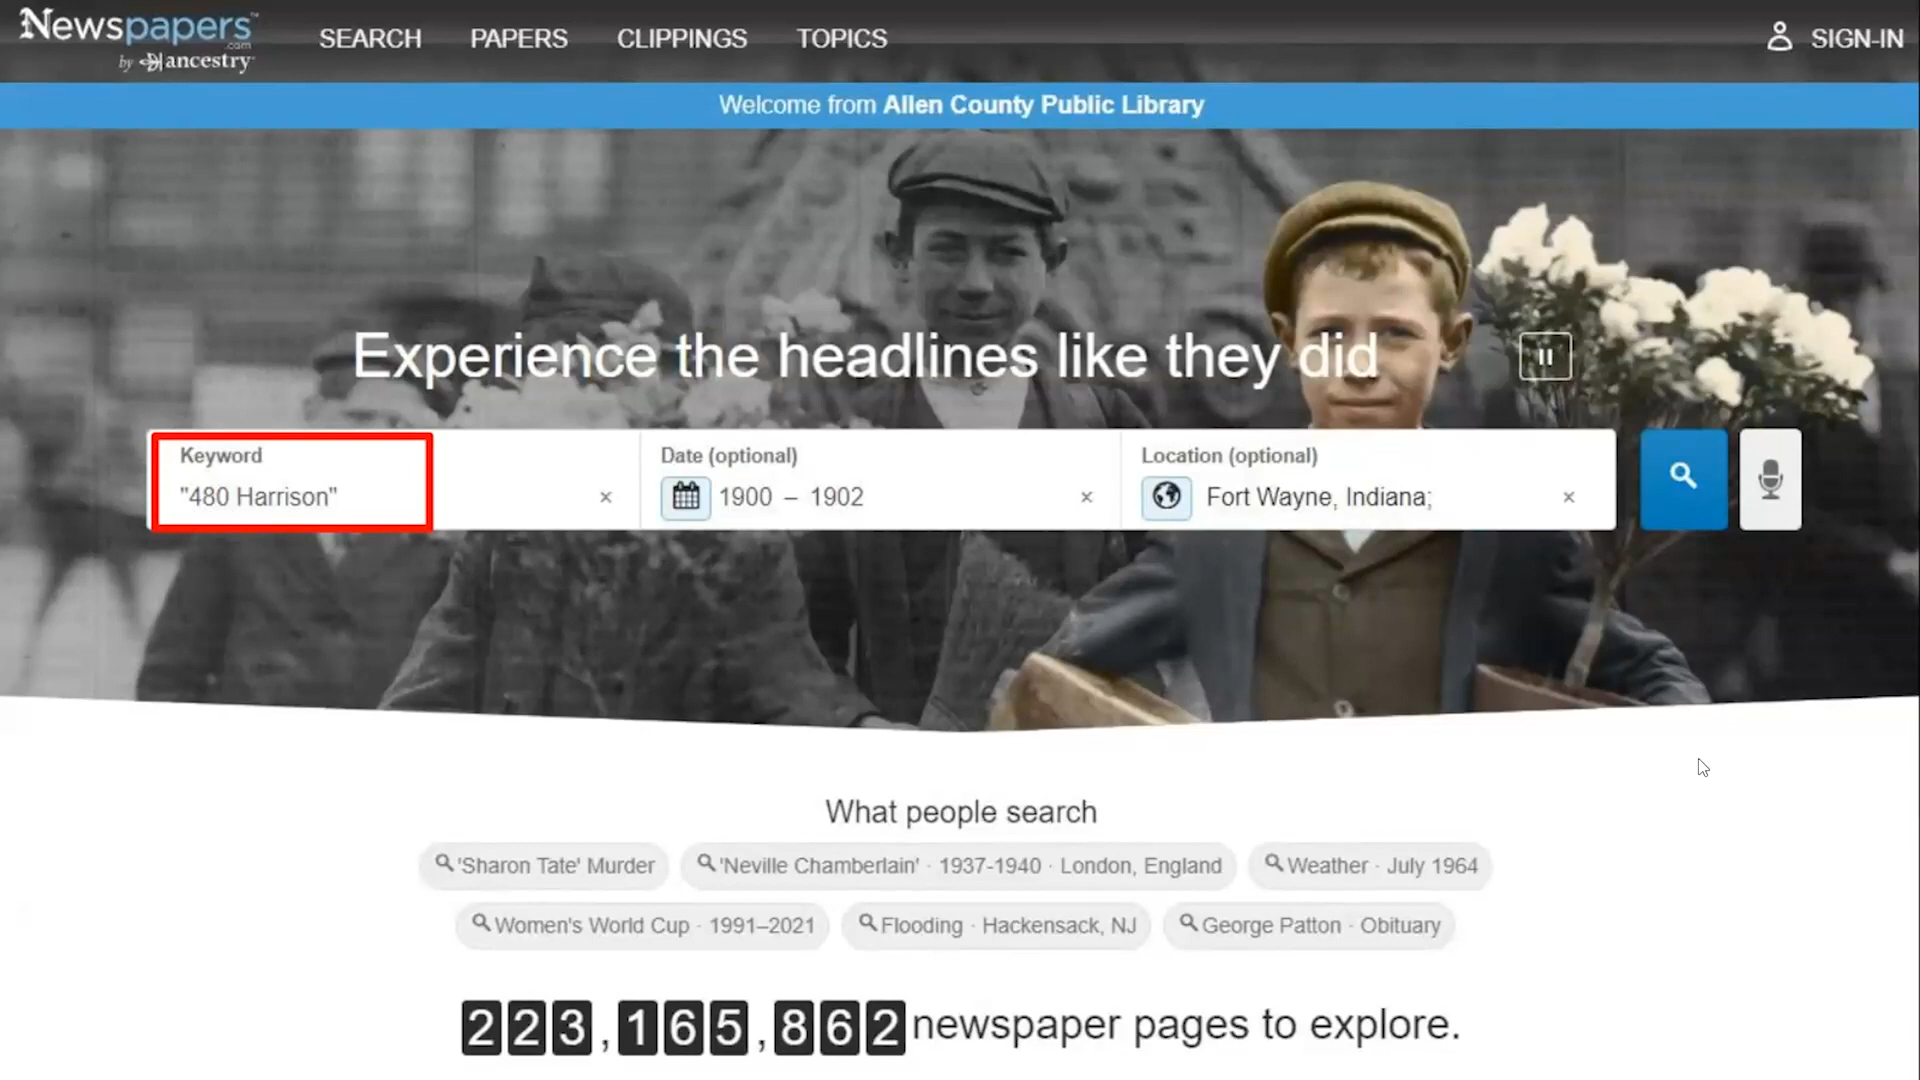 Newspapers™
.com
by ancestry
SEARCH PAPERS CLIPPINGS TOPICS SIGN-IN
Welcome from Allen County Public Library
Experience the headlines like they did
Keyword
"480 Harrison" ×
Date (optional)
1900 – 1902 ×
Location (optional)
Fort Wayne, Indiana; ×
What people search
'Sharon Tate' Murder
'Neville Chamberlain' · 1937-1940 · London, England
Weather · July 1964
Women's World Cup · 1991–2021
Flooding · Hackensack, NJ
George Patton · Obituary
223,165,862 newspaper pages to explore.